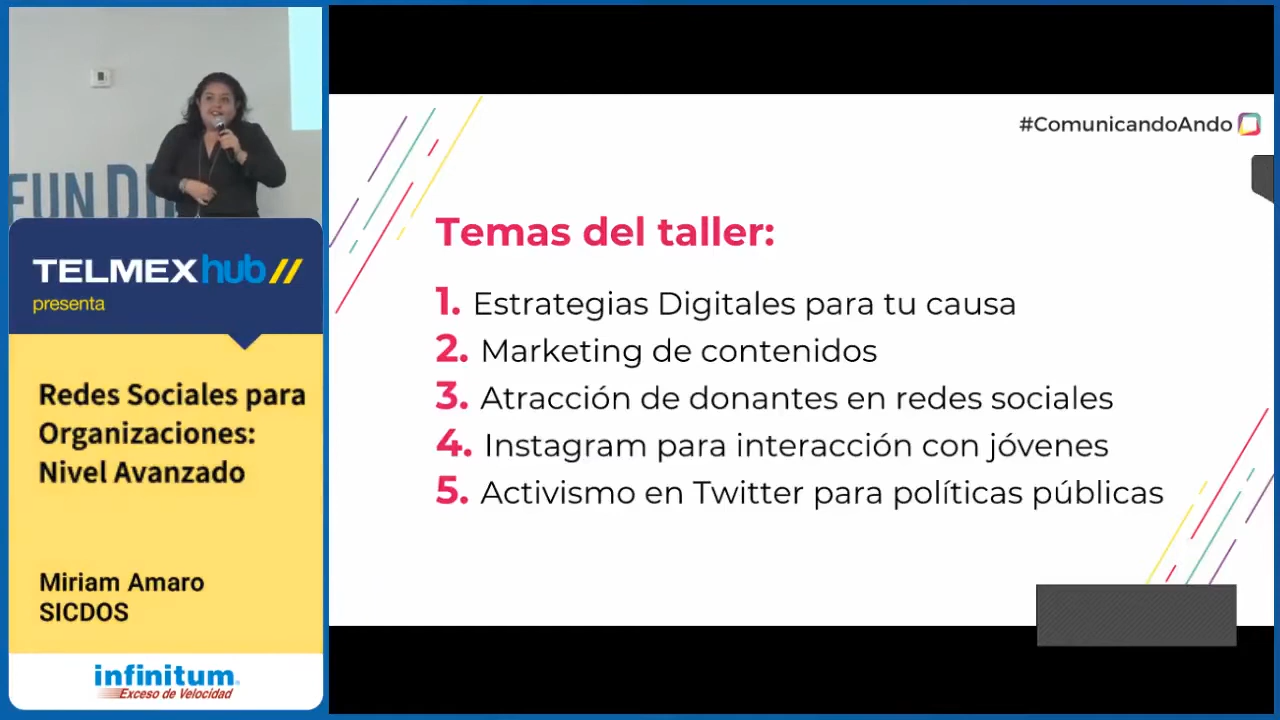 FUN
TELMEXhub//
presenta
Redes Sociales para
Organizaciones:
Nivel Avanzado
Miriam Amaro
SICDOS
infinitum
Exceso de Velocidad
#ComunicandoAndo
Temas del taller:
1. Estrategias Digitales para tu causa
2. Marketing de contenidos
3. Atracción de donantes en redes sociales
4. Instagram para interacción con jóvenes
5. Activismo en Twitter para políticas públicas